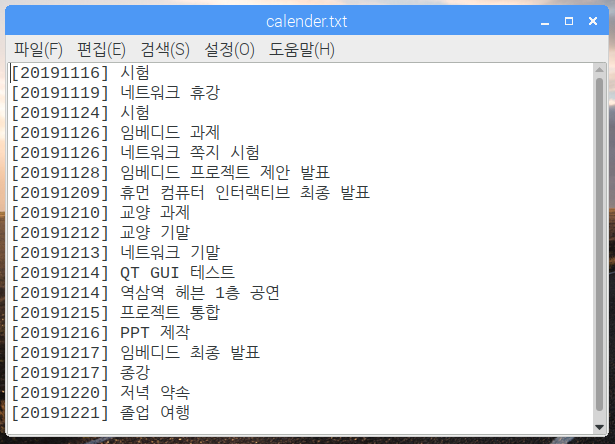 calender.txt
파일(F) 편집(E) 검색(S) 설정(O) 도움말(H)
[20191116] 시험
[20191119] 네트워크 휴강
[20191124] 시험
[20191126] 임베디드 과제
[20191126] 네트워크 쪽지 시험
[20191128] 임베디드 프로젝트 제안 발표
[20191209] 휴먼 컴퓨터 인터랙티브 최종 발표
[20191210] 교양 과제
[20191212] 교양 기말
[20191213] 네트워크 기말
[20191214] QT GUI 테스트
[20191214] 역삼역 헤븐 1층 공연
[20191215] 프로젝트 통합
[20191216] PPT 제작
[20191217] 임베디드 최종 발표
[20191217] 종강
[20191220] 저녁 약속
[20191221] 졸업 여행